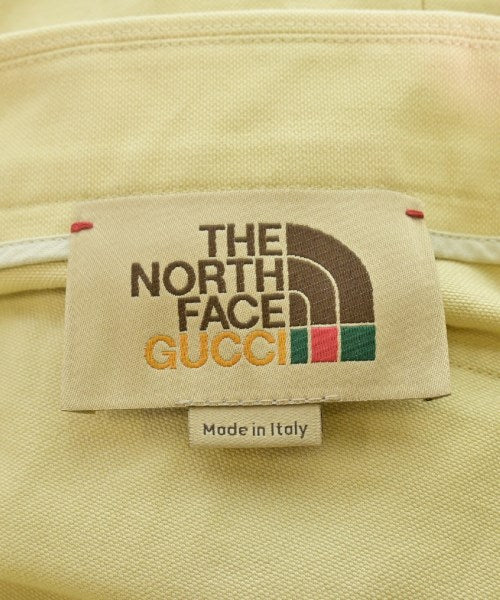 THE
NORTH
FACE
GUCCI
Made in Italy